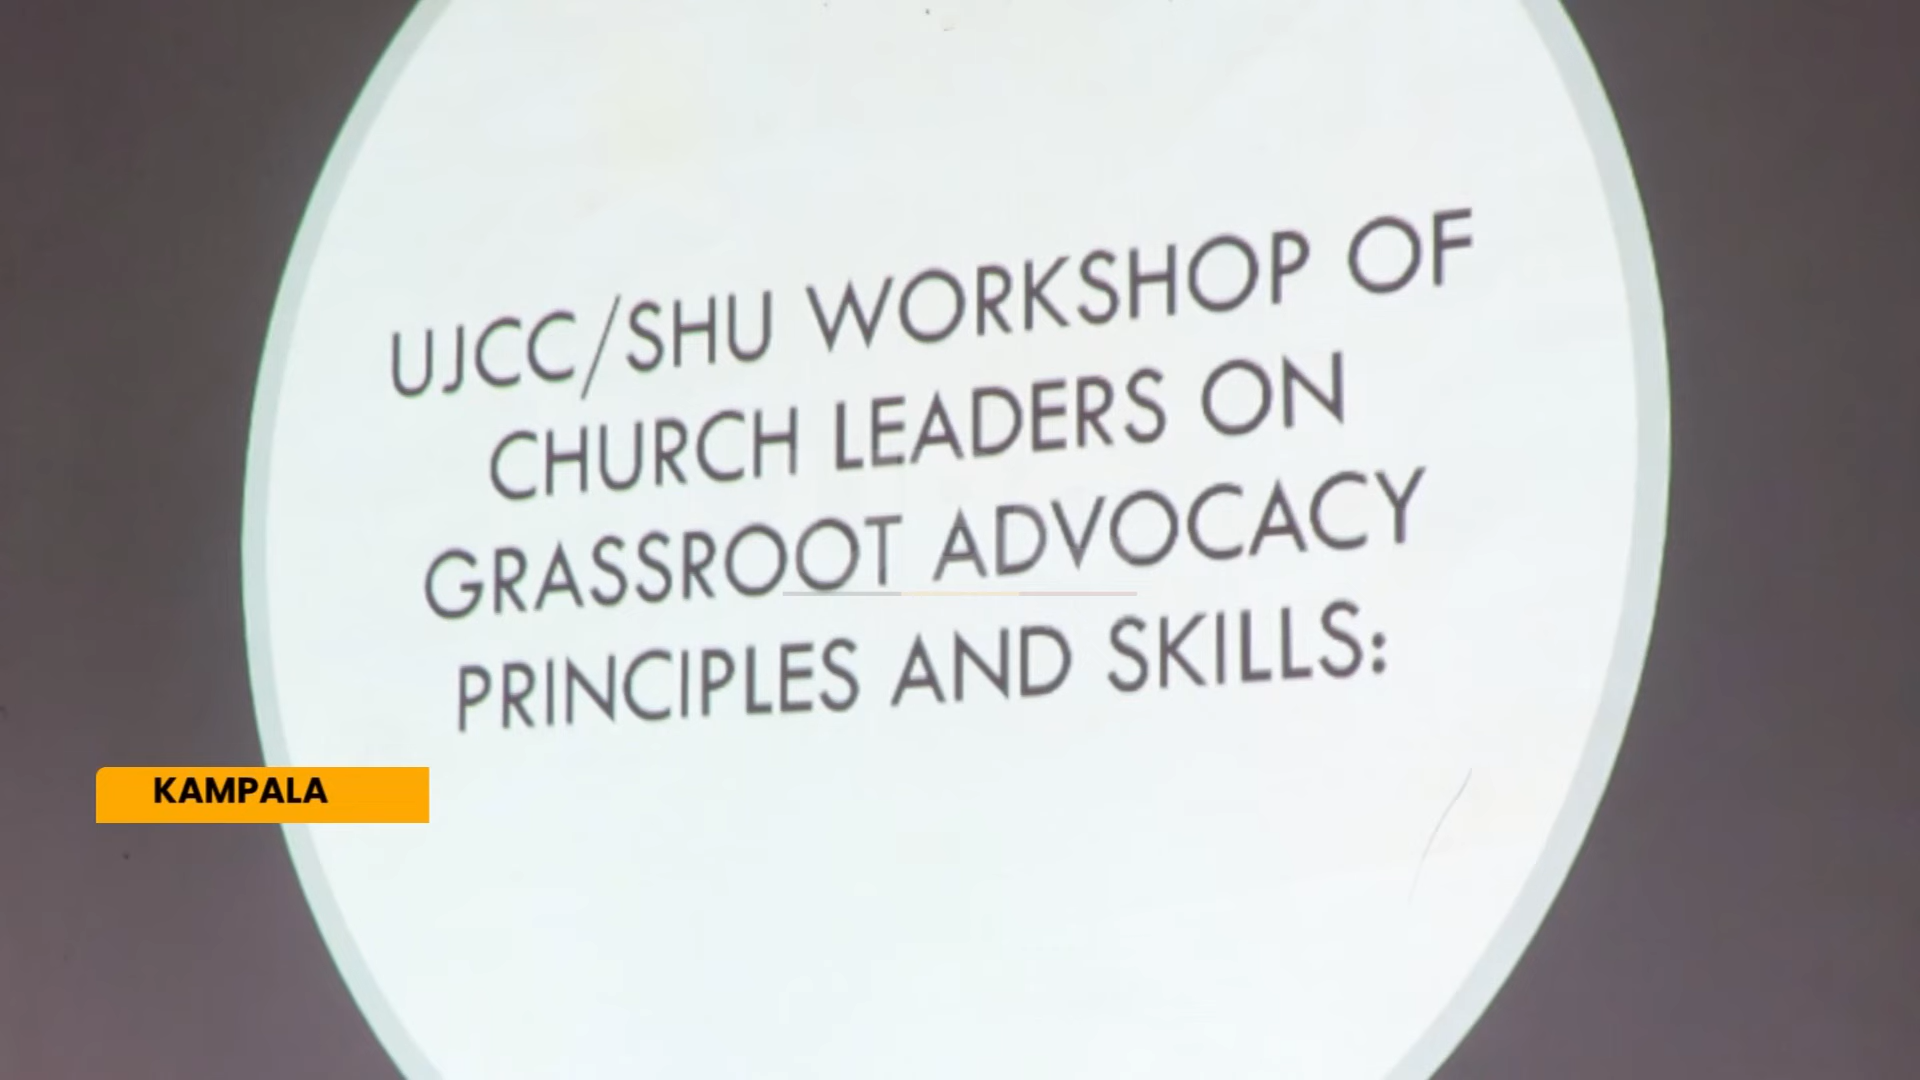 UJCC/SHU WORKSHOP OF
CHURCH LEADERS ON
GRASSROOT ADVOCACY
PRINCIPLES AND SKILLS:
KAMPALA